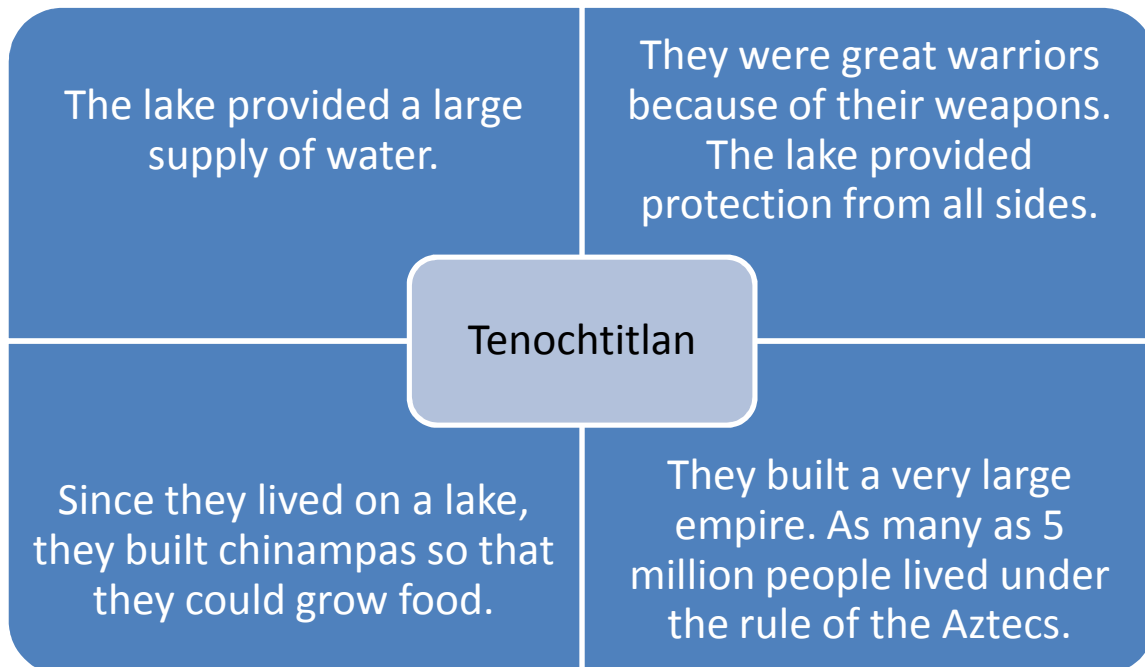 The lake provided a large
supply of water.
They were great warriors
because of their weapons.
The lake provided
protection from all sides.
Tenochtitlan
Since they lived on a lake,
they built chinampas so that
they could grow food.
They built a very large
empire. As many as 5
million people lived under
the rule of the Aztecs.